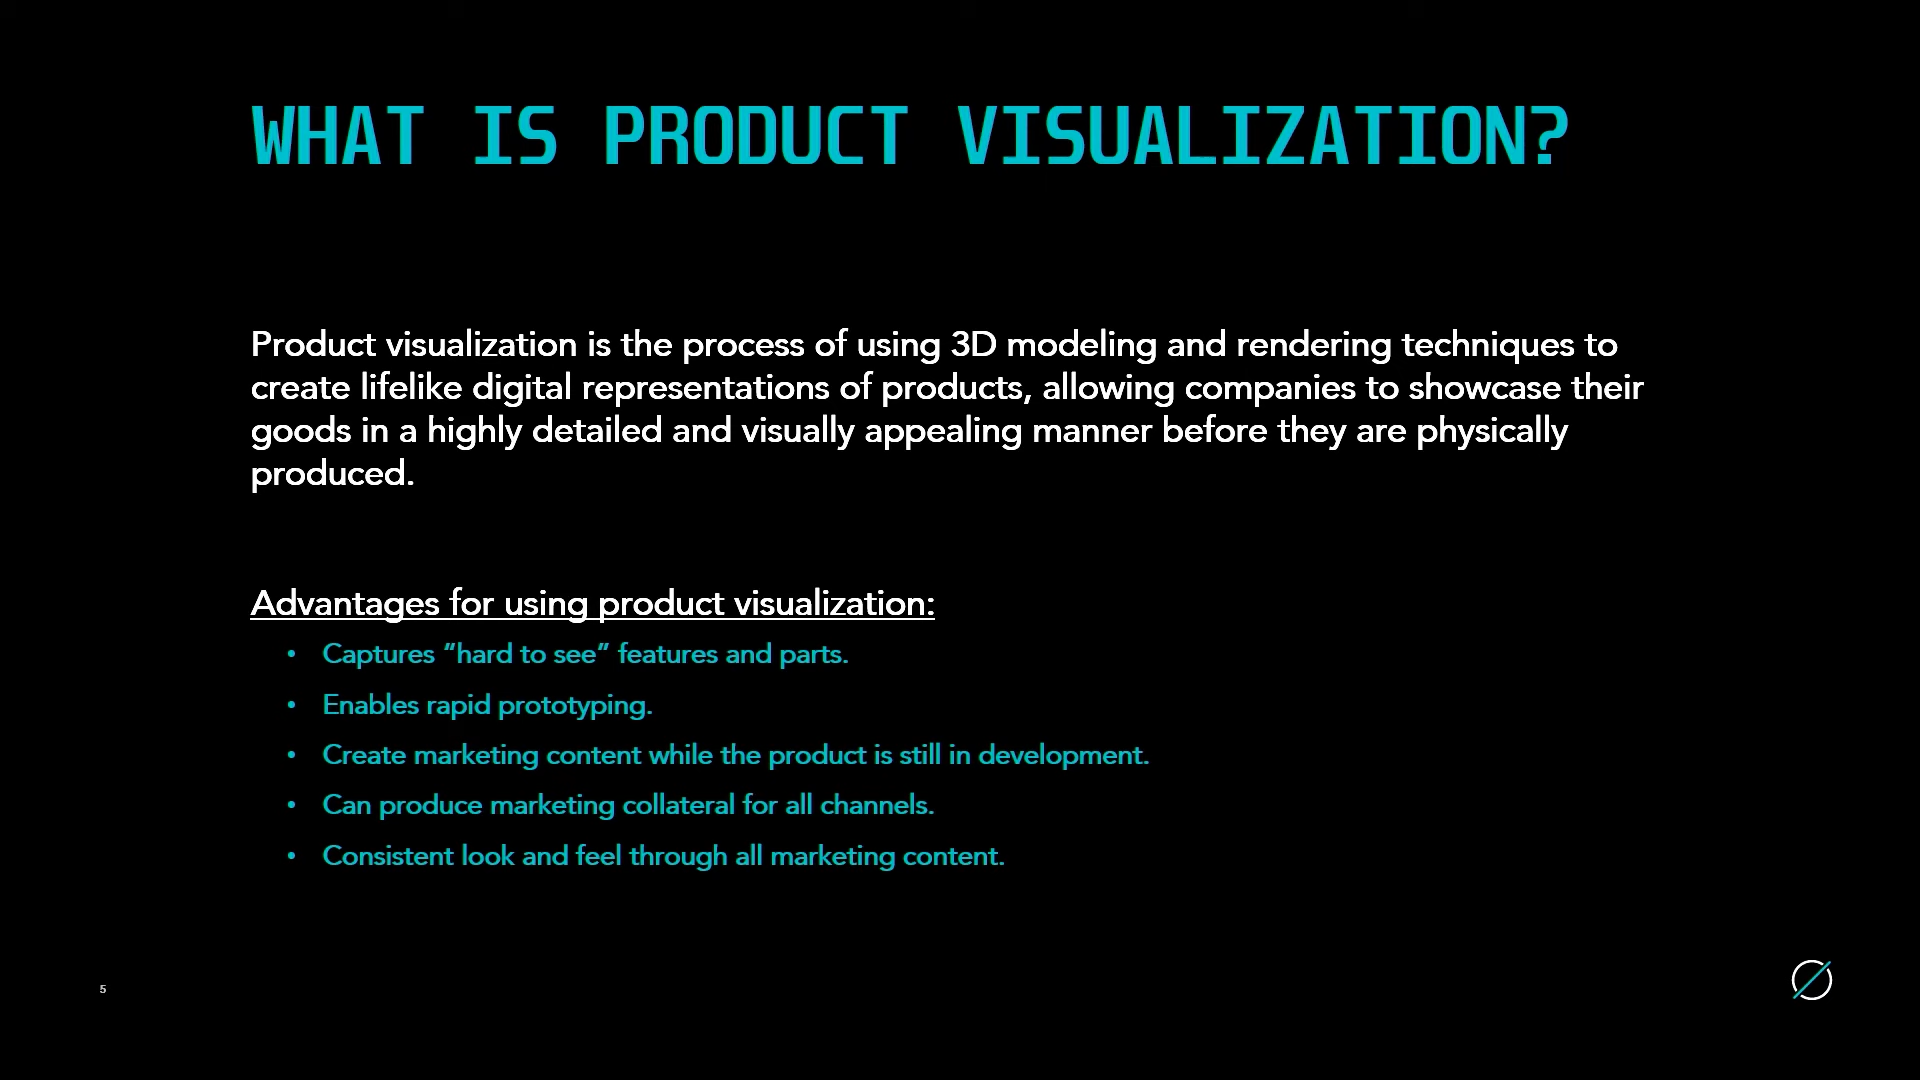 WHAT IS PRODUCT VISUALIZATION?
Product visualization is the process of using 3D modeling and rendering techniques to
create lifelike digital representations of products, allowing companies to showcase their
goods in a highly detailed and visually appealing manner before they are physically
produced.
Advantages for using product visualization:
• Captures “hard to see” features and parts.
• Enables rapid prototyping.
• Create marketing content while the product is still in development.
• Can produce marketing collateral for all channels.
• Consistent look and feel through all marketing content.
5